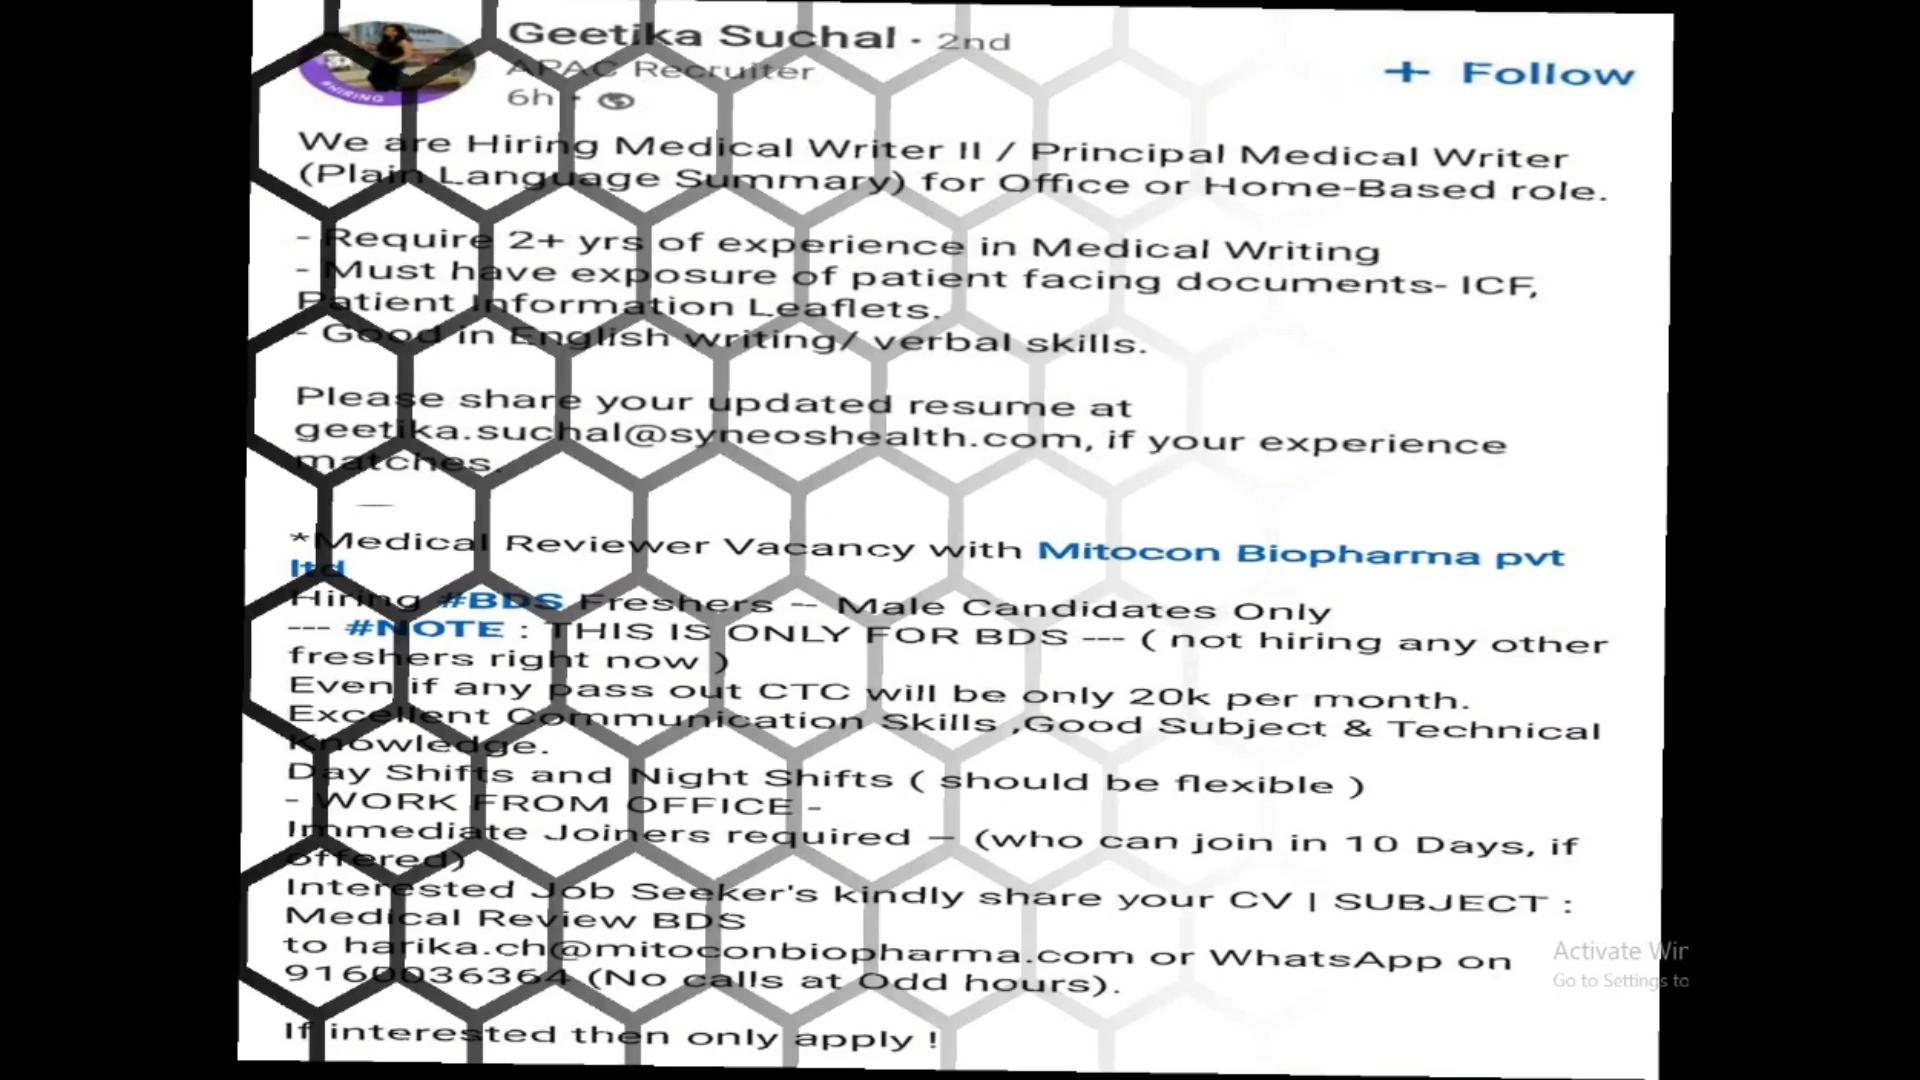 Geetika Suchal · 2nd
APAC Recruiter
6h ·
+ Follow
#HIRING
We are Hiring Medical Writer II / Principal Medical Writer
(Plain Language Summary) for Office or Home-Based role.
- Require 2+ yrs of experience in Medical Writing
- Must have exposure of patient facing documents- ICF,
Patient Information Leaflets.
- Good in English writing/ verbal skills.
Please share your updated resume at
geetika.suchal@syneoshealth.com, if your experience
matches.
*Medical Reviewer Vacancy with Mitocon Biopharma pvt
ltd
Hiring #BDS Freshers -- Male Candidates Only
--- #NOTE : THIS IS ONLY FOR BDS --- ( not hiring any other
freshers right now )
Even if any pass out CTC will be only 20k per month.
Excellent Communication Skills ,Good Subject & Technical
Knowledge.
Day Shifts and Night Shifts ( should be flexible )
- WORK FROM OFFICE -
Immediate Joiners required – (who can join in 10 Days, if
offered)
Interested Job Seeker's kindly share your CV | SUBJECT :
Medical Review BDS
to harika.ch@mitoconbiopharma.com or WhatsApp on
9160036364 (No calls at Odd hours).
If interested then only apply !
Activate Wir
Go to Settings to